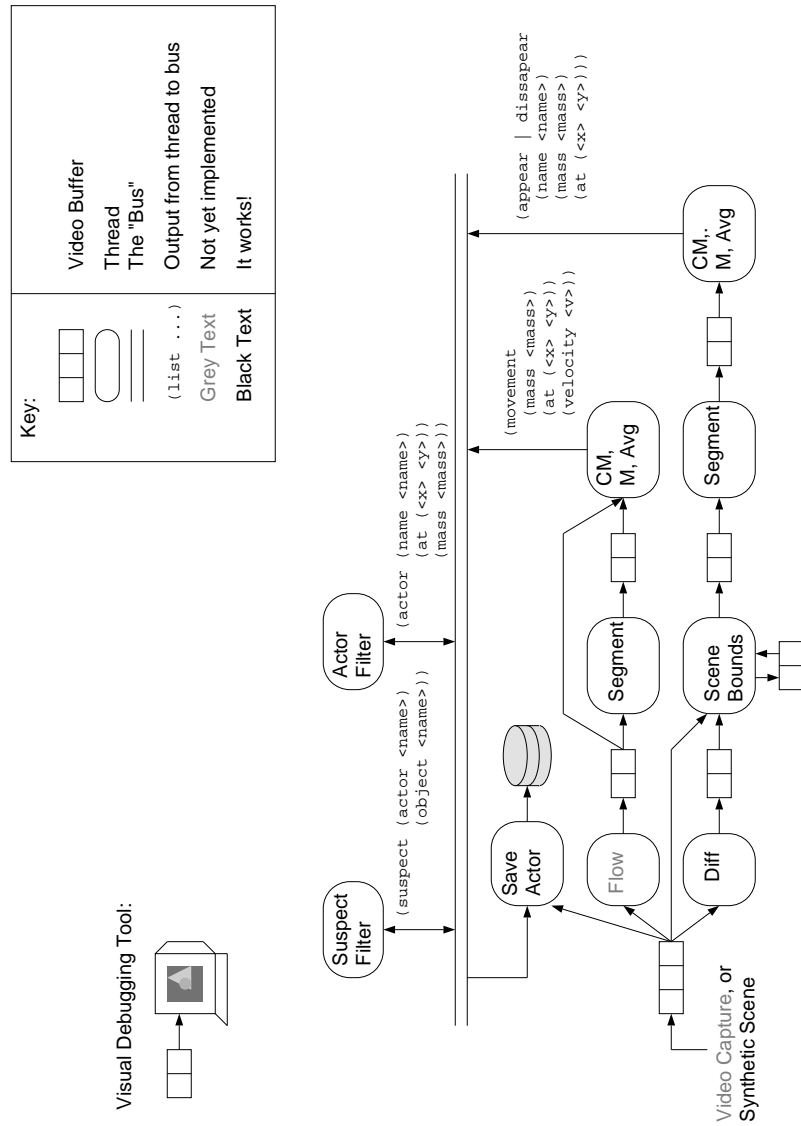 Visual Debugging Tool:
Key:
Video Buffer
Thread
The "Bus"
(list ...)
Output from thread to bus
Grey Text
Not yet implemented
Black Text
It works!
Suspect
Filter
(suspect (actor <name>)
(object <name>))
Actor
Filter
(actor (name <name>)
(at (<x> <y>))
(mass <mass>))
Save
Actor
(movement
(mass <mass>)
(at (<x> <y>))
(velocity <v>))
(appear | dissapear
(name <name>)
(mass <mass>)
(at (<x> <y>))))
Flow
Segment
CM,
M, Avg
Diff
Scene
Bounds
Segment
CM,.
M, Avg
Video Capture, or
Synthetic Scene